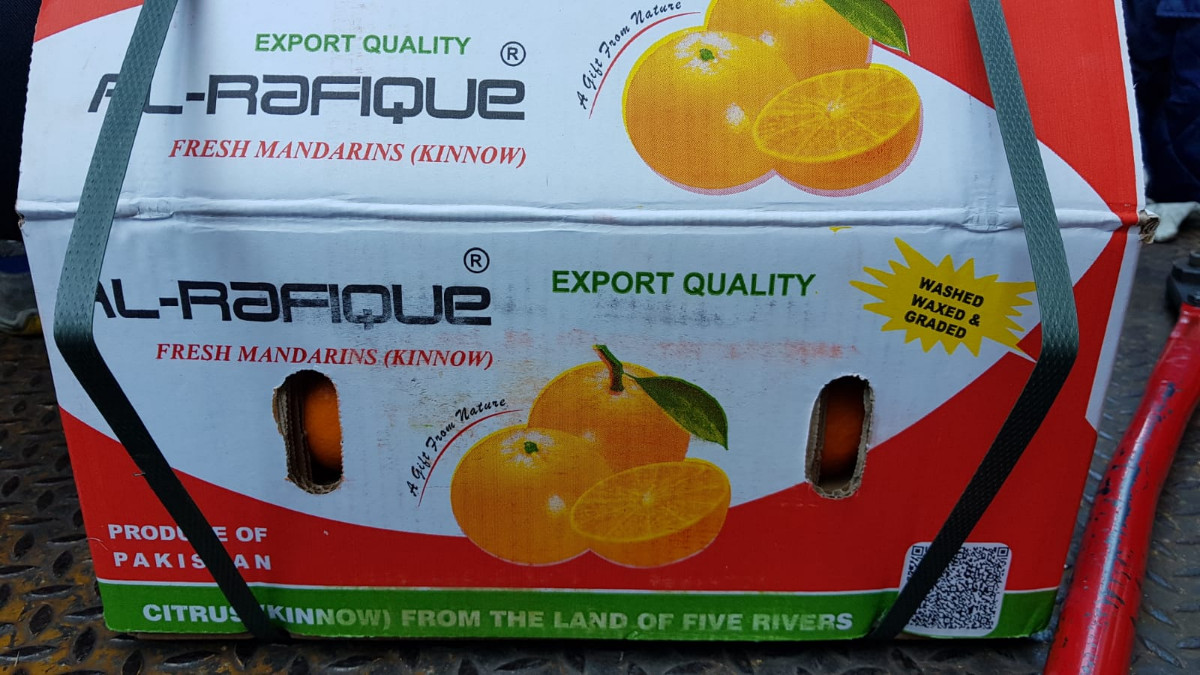 EXPORT QUALITY
AL-RAFIQUE ®
FRESH MANDARINS (KINNOW)
A Gift From Nature
AL-RAFIQUE ®
FRESH MANDARINS (KINNOW)
EXPORT QUALITY
WASHED
WAXED &
GRADED
A Gift From Nature
PRODUCE OF
PAKISTAN
CITRUS (KINNOW) FROM THE LAND OF FIVE RIVERS